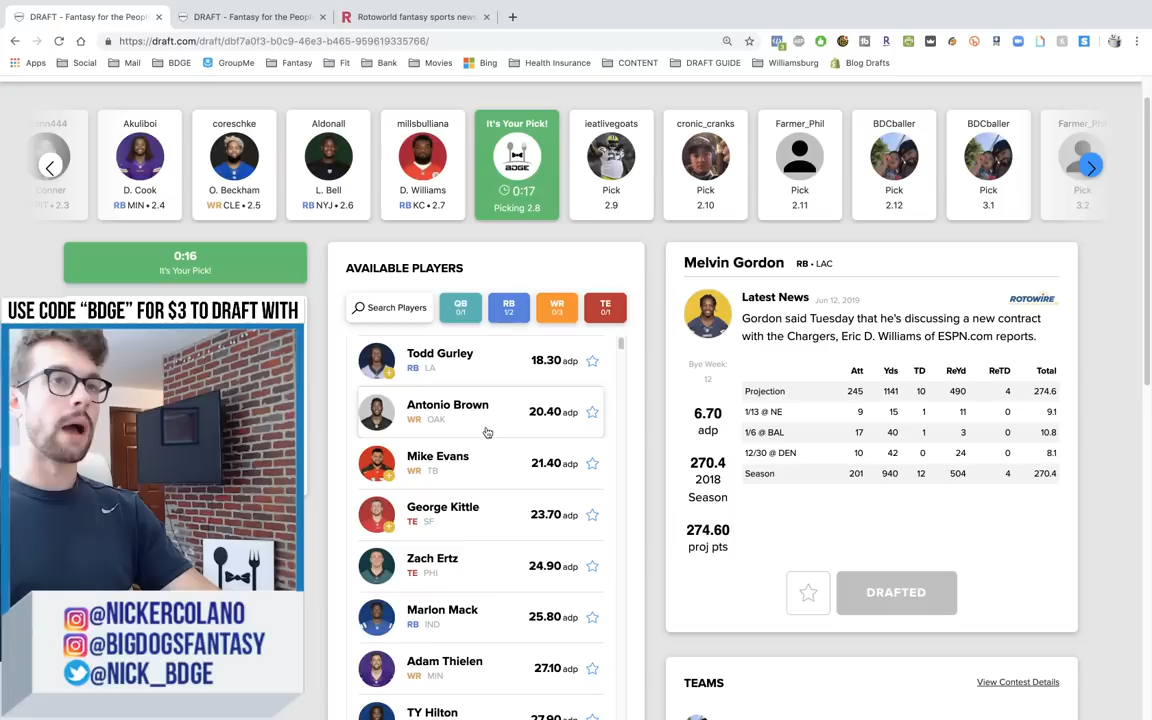 DRAFT - Fantasy for the Peopl
DRAFT - Fantasy for the Peopl
Rotoworld fantasy sports news
https://draft.com/draft/dbf7a0f3-b0c9-46e3-b465-959619335766/
Apps Social Mail BDGE GroupMe Fantasy Fit Bank Movies Bing Health Insurance CONTENT DRAFT GUIDE Williamsburg Blog Drafts
Akuliboi coreschke Aldonall millsbulliana It's Your Pick! ieatlivegoats cronic_cranks Farmer_Phil BDCballer BDCballer Farmer_Phil
BDGE
0:17
Conner D. Cook O. Beckham L. Bell D. Williams Pick Pick Pick Pick Pick Pick
PIT • 2.3 RB MIN • 2.4 WR CLE • 2.5 RB NYJ • 2.6 RB KC • 2.7 Picking 2.8 2.9 2.10 2.11 2.12 3.1 3.2
0:16
It's Your Pick!
USE CODE "BDGE" FOR $3 TO DRAFT WITH
@NICKERCOLANO
@BIGDOGSFANTASY
@NICK_BDGE
AVAILABLE PLAYERS
Search Players
QB
0/1
RB
1/2
WR
0/3
TE
0/1
Todd Gurley
RB LA
18.30 adp
Antonio Brown
WR OAK
20.40 adp
Mike Evans
WR TB
21.40 adp
George Kittle
TE SF
23.70 adp
Zach Ertz
TE PHI
24.90 adp
Marlon Mack
RB IND
25.80 adp
Adam Thielen
WR MIN
27.10 adp
TY Hilton
27.90 adp
Melvin Gordon RB • LAC
Latest News Jun 12, 2019
ROTOWIRE
Gordon said Tuesday that he's discussing a new contract
with the Chargers, Eric D. Williams of ESPN.com reports.
Bye Week:
12
6.70
adp
270.4
2018
Season
274.60
proj pts
Att Yds TD ReYd ReTD Total
Projection 245 1141 10 490 4 274.6
1/13 @ NE 9 15 1 11 0 9.1
1/6 @ BAL 17 40 1 3 0 10.8
12/30 @ DEN 10 42 0 24 0 8.1
Season 201 940 12 504 4 270.4
DRAFTED
TEAMS
View Contest Details